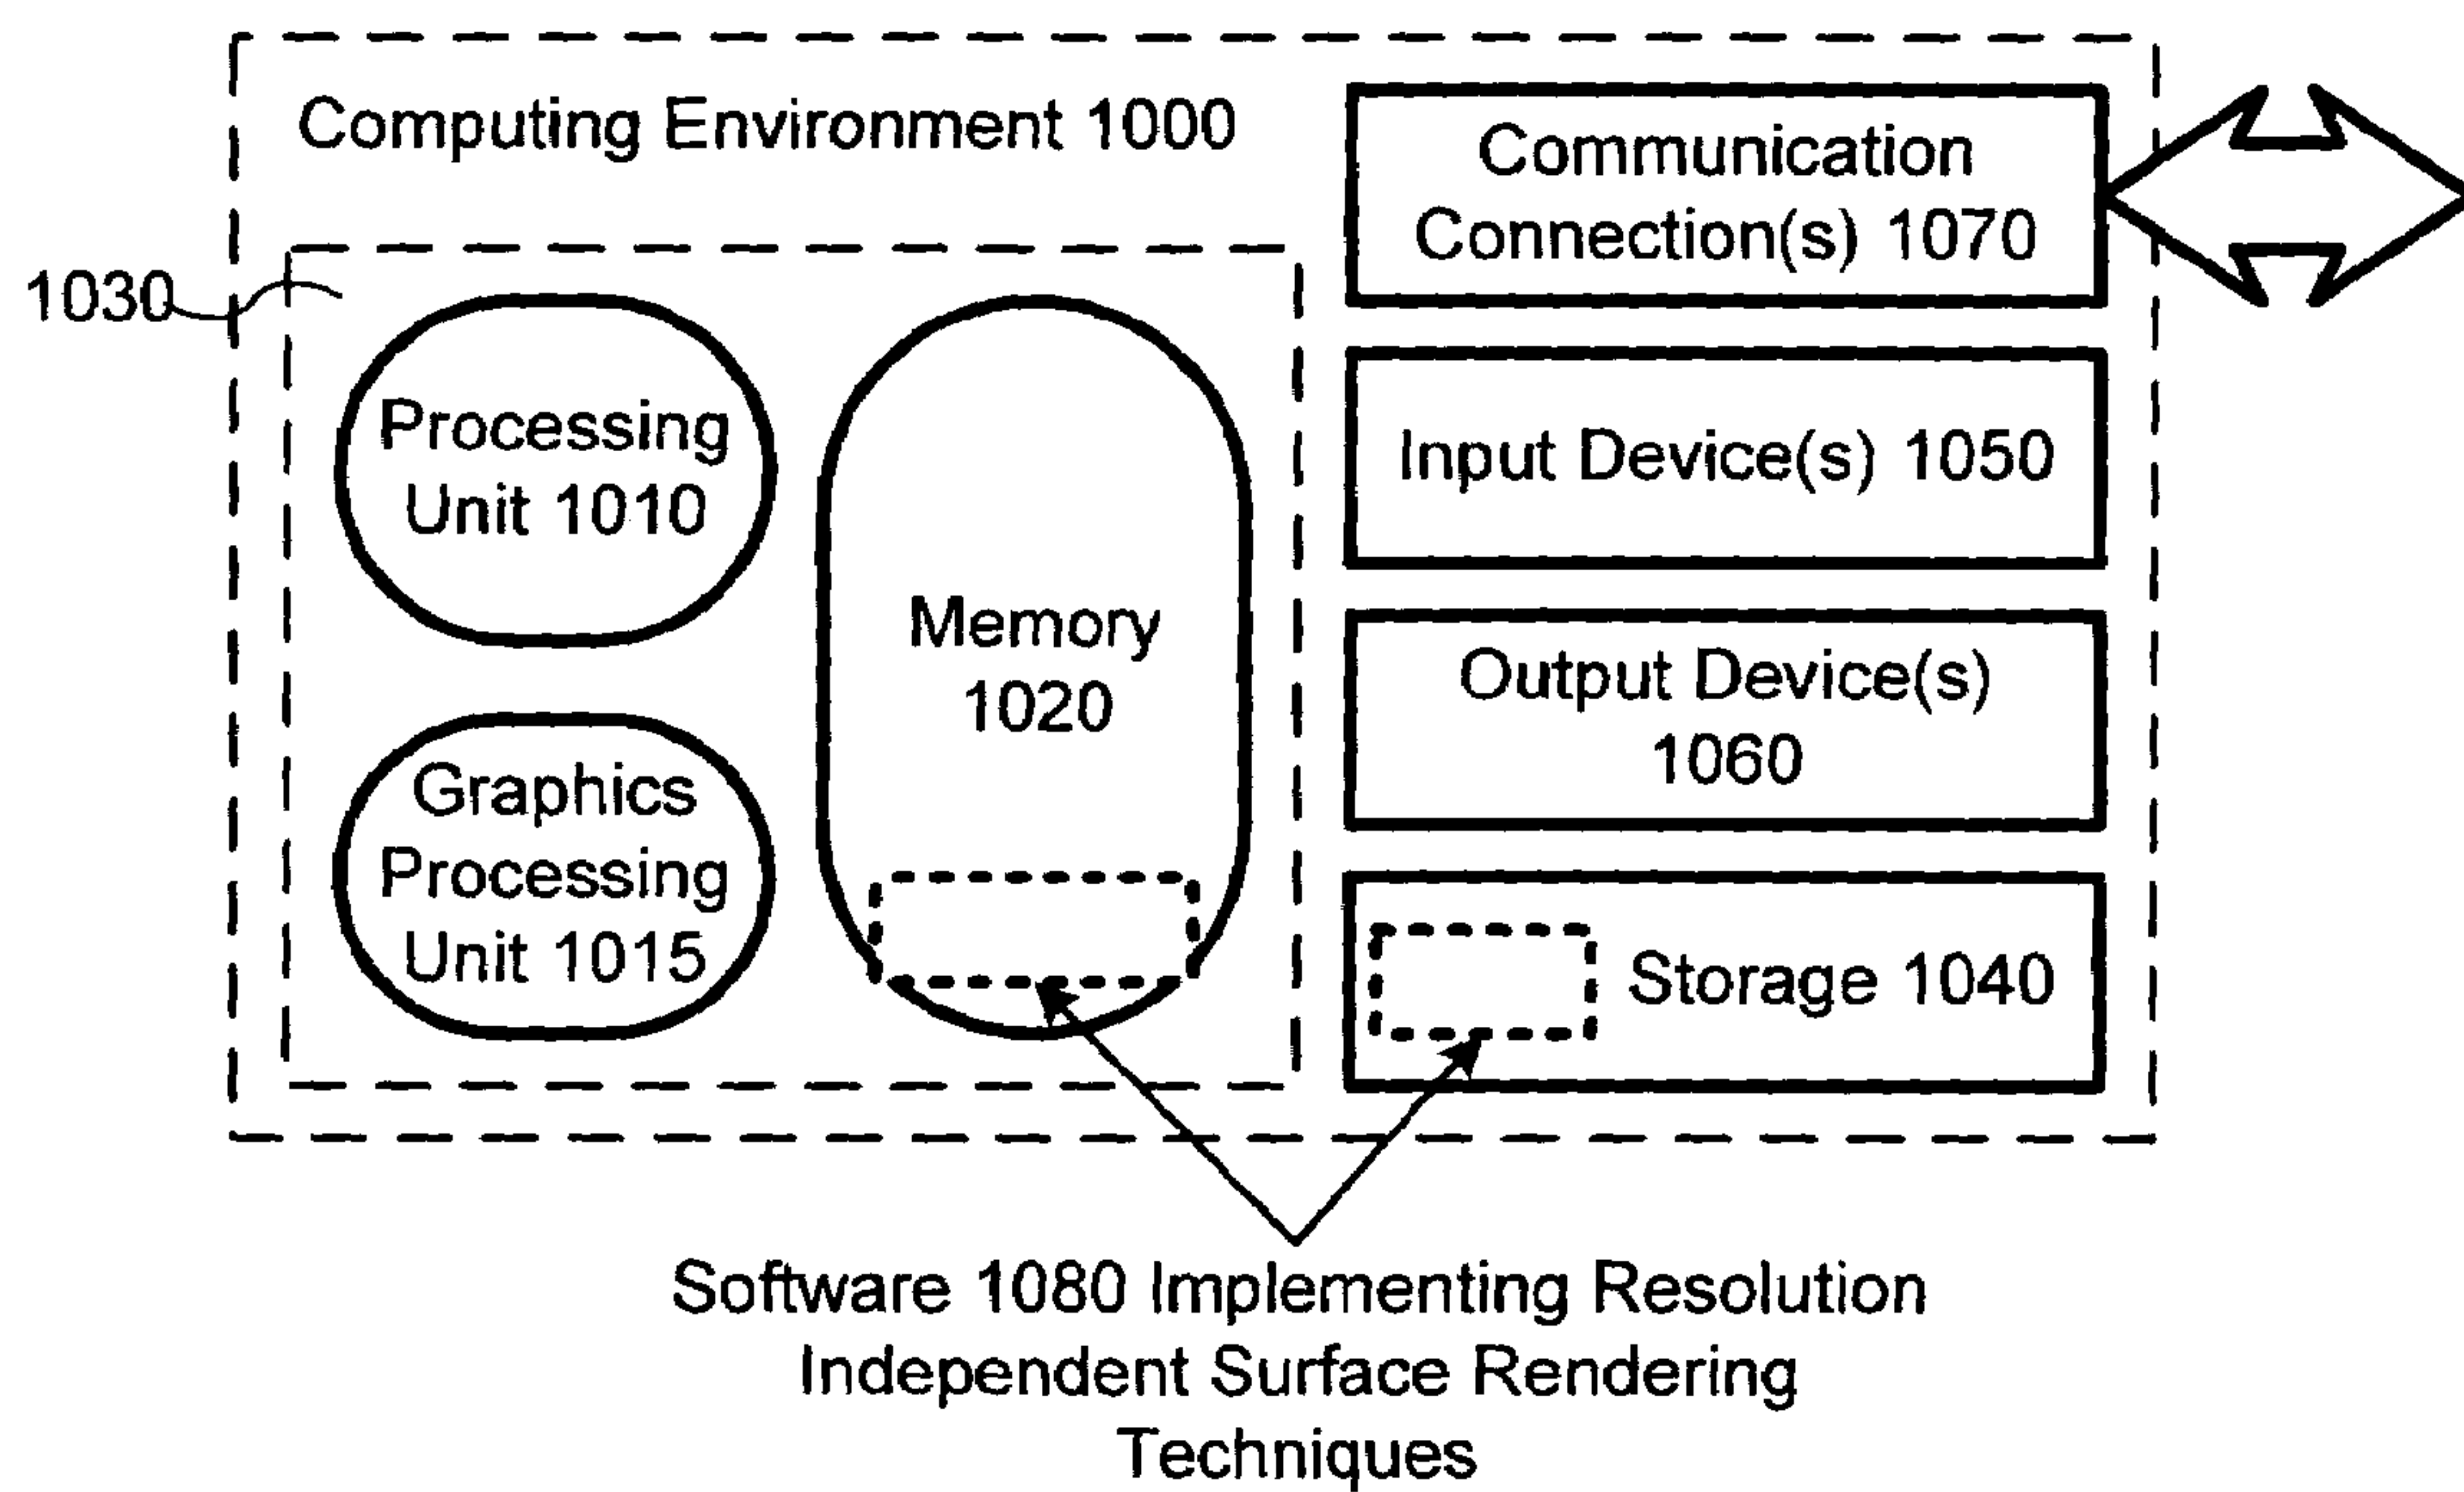 Computing Environment 1000
1030
Processing
Unit 1010
Graphics
Processing
Unit 1015
Memory
1020
Communication
Connection(s) 1070
Input Device(s) 1050
Output Device(s)
1060
Storage 1040
Software 1080 Implementing Resolution
Independent Surface Rendering
Techniques